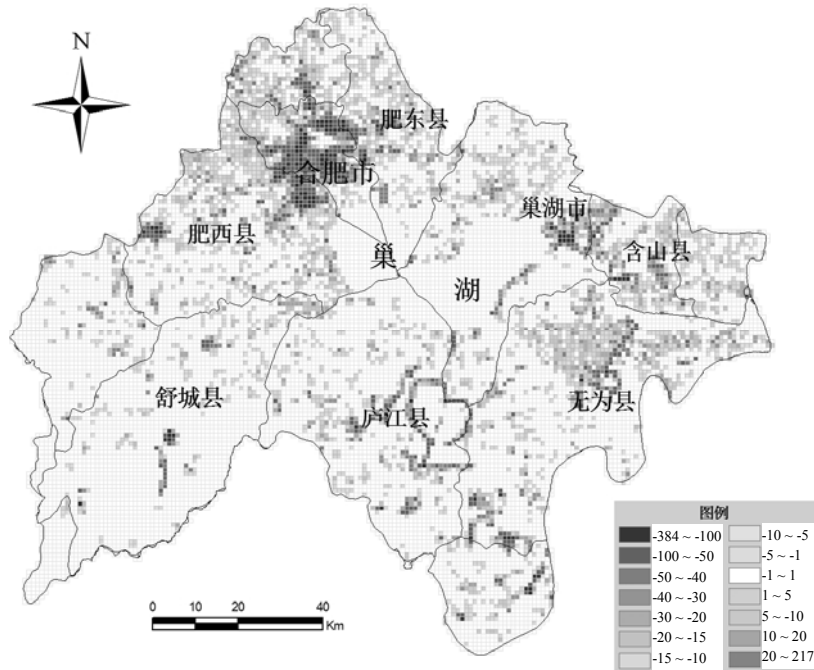 N
肥东县
合肥市
巢湖市
肥西县
含山县
巢
湖
舒城县
庐江县
无为县
0 10 20 40
Km
图例
-384 ~ -100
-100 ~ -50
-50 ~ -40
-40 ~ -30
-30 ~ -20
-20 ~ -15
-15 ~ -10
-10 ~ -5
-5 ~ -1
-1 ~ 1
1 ~ 5
5 ~ -10
10 ~ 20
20 ~ 217